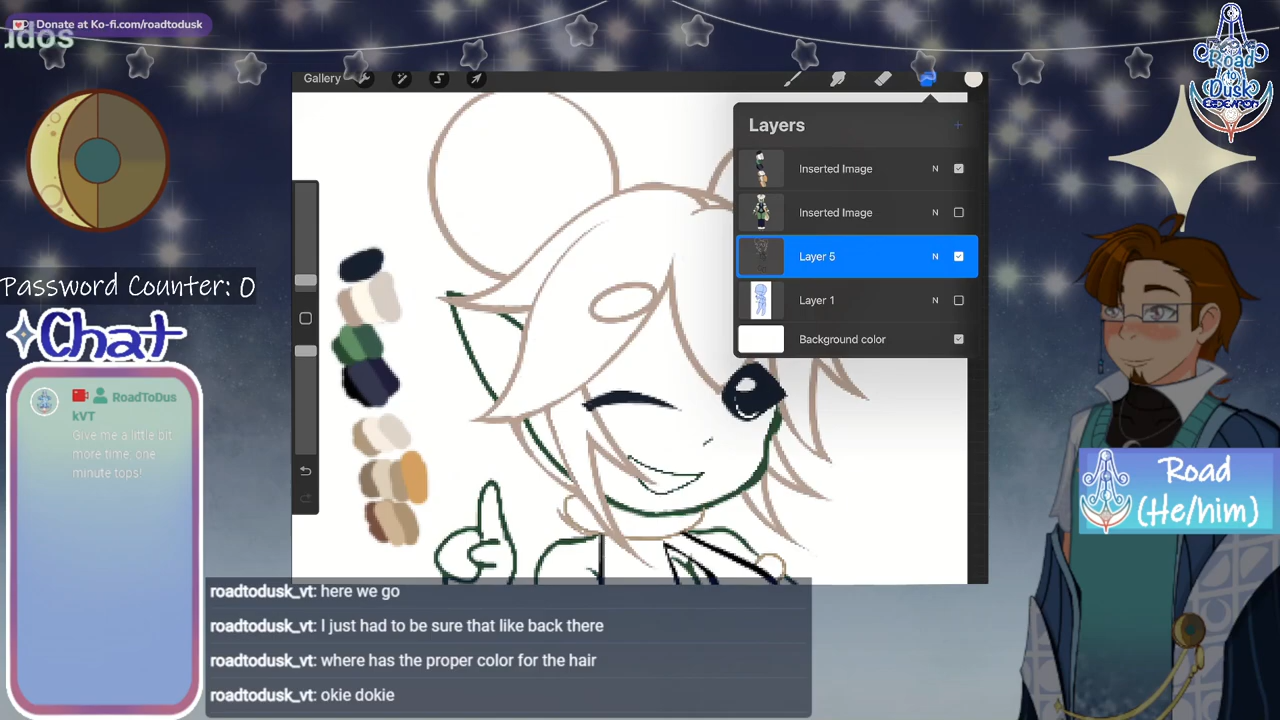 Donate at Ko-fi.com/roadtodusk
Gallery
Layers
Inserted Image N
Inserted Image N
Layer 5 N
Layer 1 N
Background color
Road
to
Dusk
Password Counter: 0
Chat
RoadToDus
kVT
Give me a little bit
more time, one
minute tops!
Road
(He/him)
roadtodusk_vt: here we go
roadtodusk_vt: I just had to be sure that like back there
roadtodusk_vt: where has the proper color for the hair
roadtodusk_vt: okie dokie